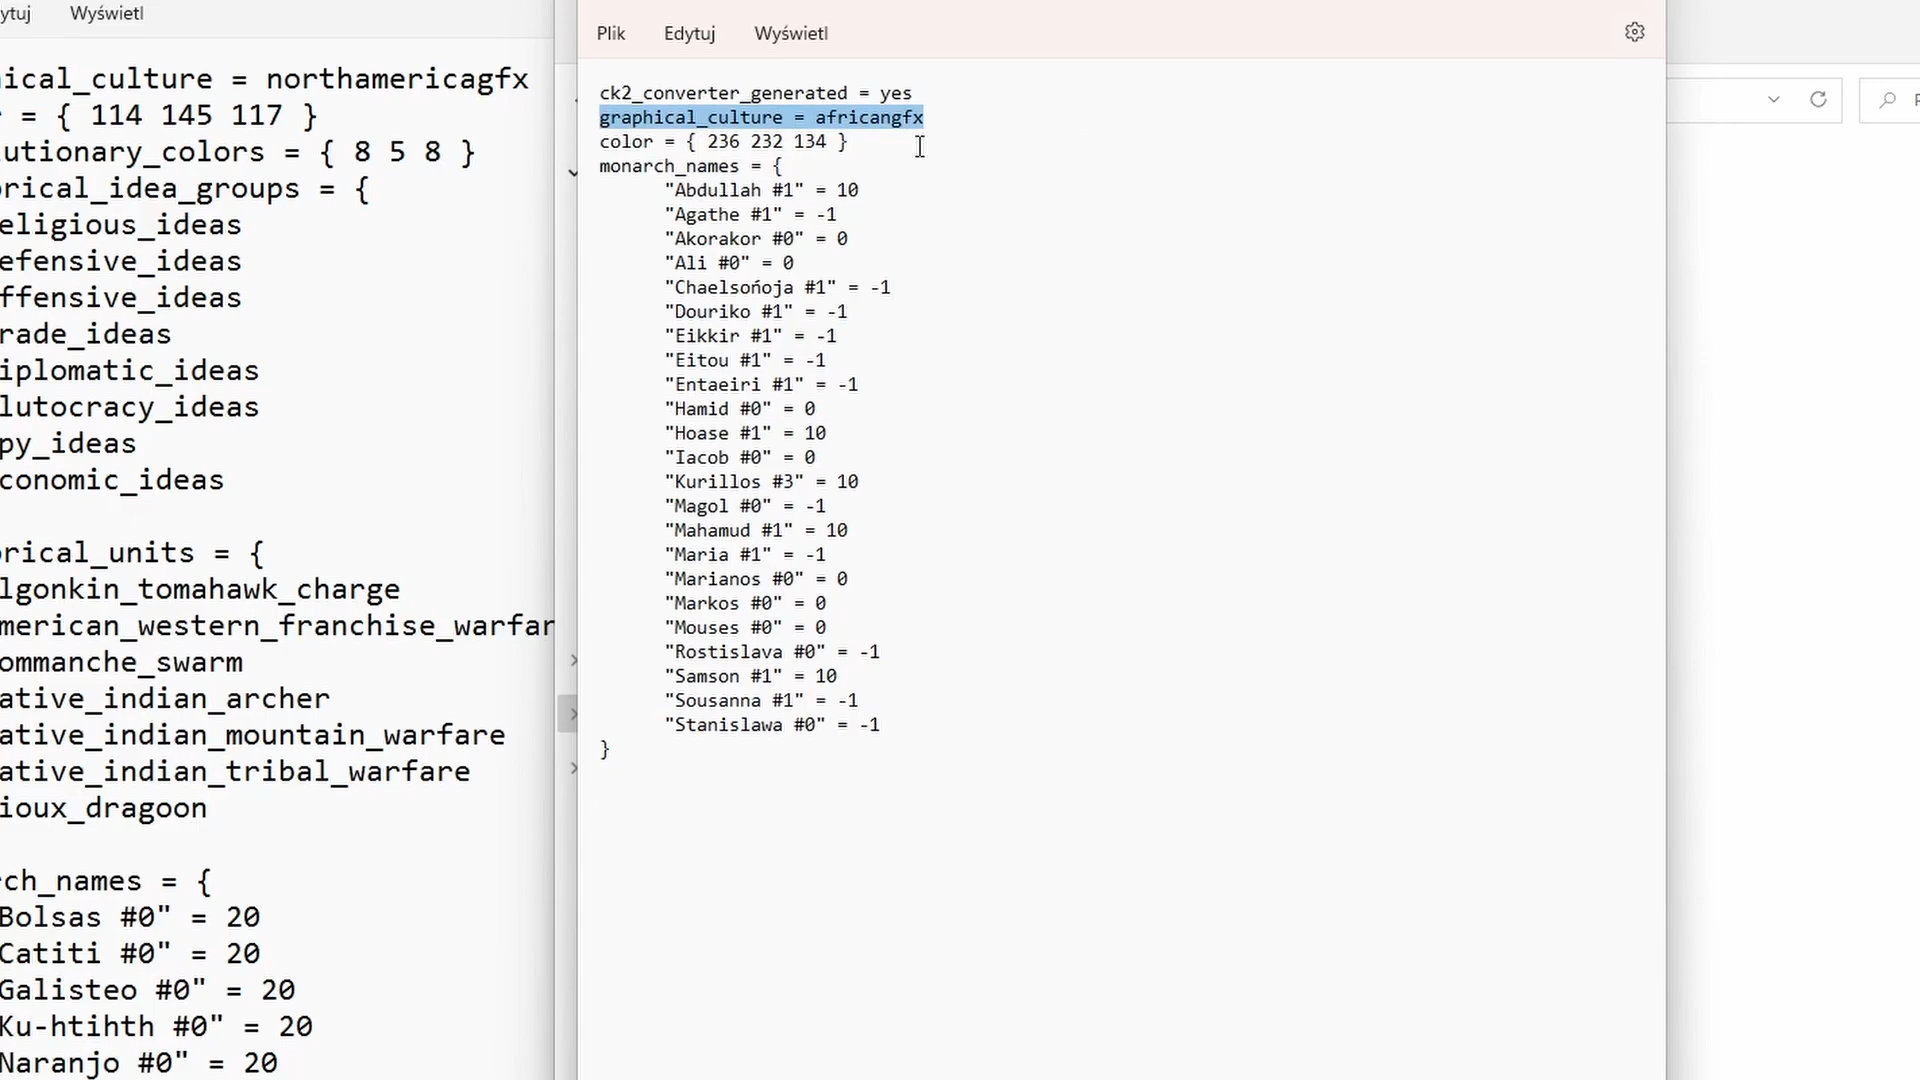 ytuj Wyświetl
ical_culture = northamericagfx
= { 114 145 117 }
utionary_colors = { 8 5 8 }
rical_idea_groups = {
eligious_ideas
efensive_ideas
ffensive_ideas
rade_ideas
iplomatic_ideas
lutocracy_ideas
py_ideas
conomic_ideas
rical_units = {
lgonkin_tomahawk_charge
merican_western_franchise_warfar
ommanche_swarm
ative_indian_archer
ative_indian_mountain_warfare
ative_indian_tribal_warfare
ioux_dragoon
ch_names = {
Bolsas #0" = 20
Catiti #0" = 20
Galisteo #0" = 20
Ku-htihth #0" = 20
Naranjo #0" = 20
Plik Edytuj Wyświetl
ck2_converter_generated = yes
graphical_culture = africangfx
color = { 236 232 134 }
monarch_names = {
"Abdullah #1" = 10
"Agathe #1" = -1
"Akorakor #0" = 0
"Ali #0" = 0
"Chaelsońoja #1" = -1
"Douriko #1" = -1
"Eikkir #1" = -1
"Eitou #1" = -1
"Entaeiri #1" = -1
"Hamid #0" = 0
"Hoase #1" = 10
"Iacob #0" = 0
"Kurillos #3" = 10
"Magol #0" = -1
"Mahamud #1" = 10
"Maria #1" = -1
"Marianos #0" = 0
"Markos #0" = 0
"Mouses #0" = 0
"Rostislava #0" = -1
"Samson #1" = 10
"Sousanna #1" = -1
"Stanislawa #0" = -1
}